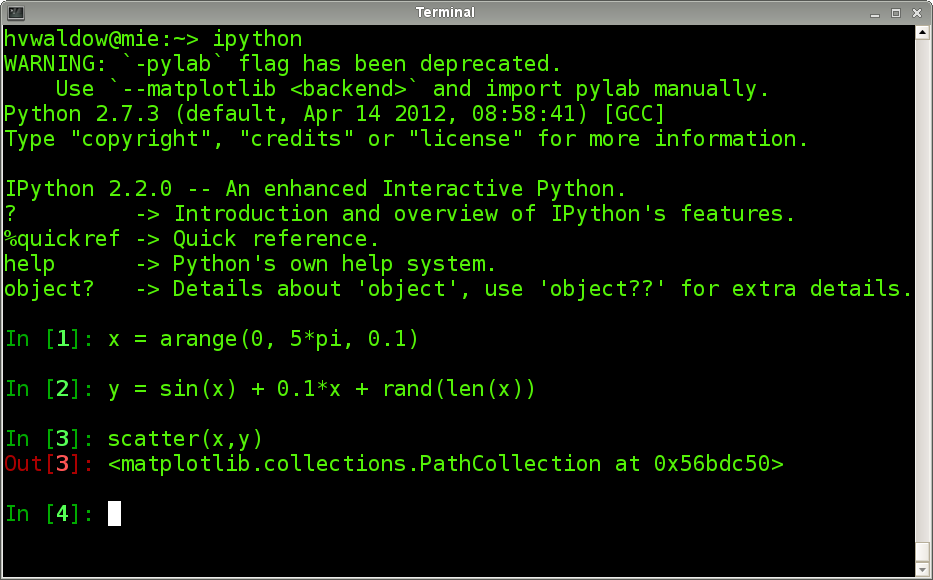 Terminal
hvwaldow@mie:~> ipython
WARNING: `-pylab` flag has been deprecated.
    Use `--matplotlib <backend>` and import pylab manually.
Python 2.7.3 (default, Apr 14 2012, 08:58:41) [GCC]
Type "copyright", "credits" or "license" for more information.
IPython 2.2.0 -- An enhanced Interactive Python.
?         -> Introduction and overview of IPython's features.
%quickref -> Quick reference.
help      -> Python's own help system.
object?   -> Details about 'object', use 'object??' for extra details.
In [1]: x = arange(0, 5*pi, 0.1)
In [2]: y = sin(x) + 0.1*x + rand(len(x))
In [3]: scatter(x,y)
Out[3]: <matplotlib.collections.PathCollection at 0x56bdc50>
In [4]: